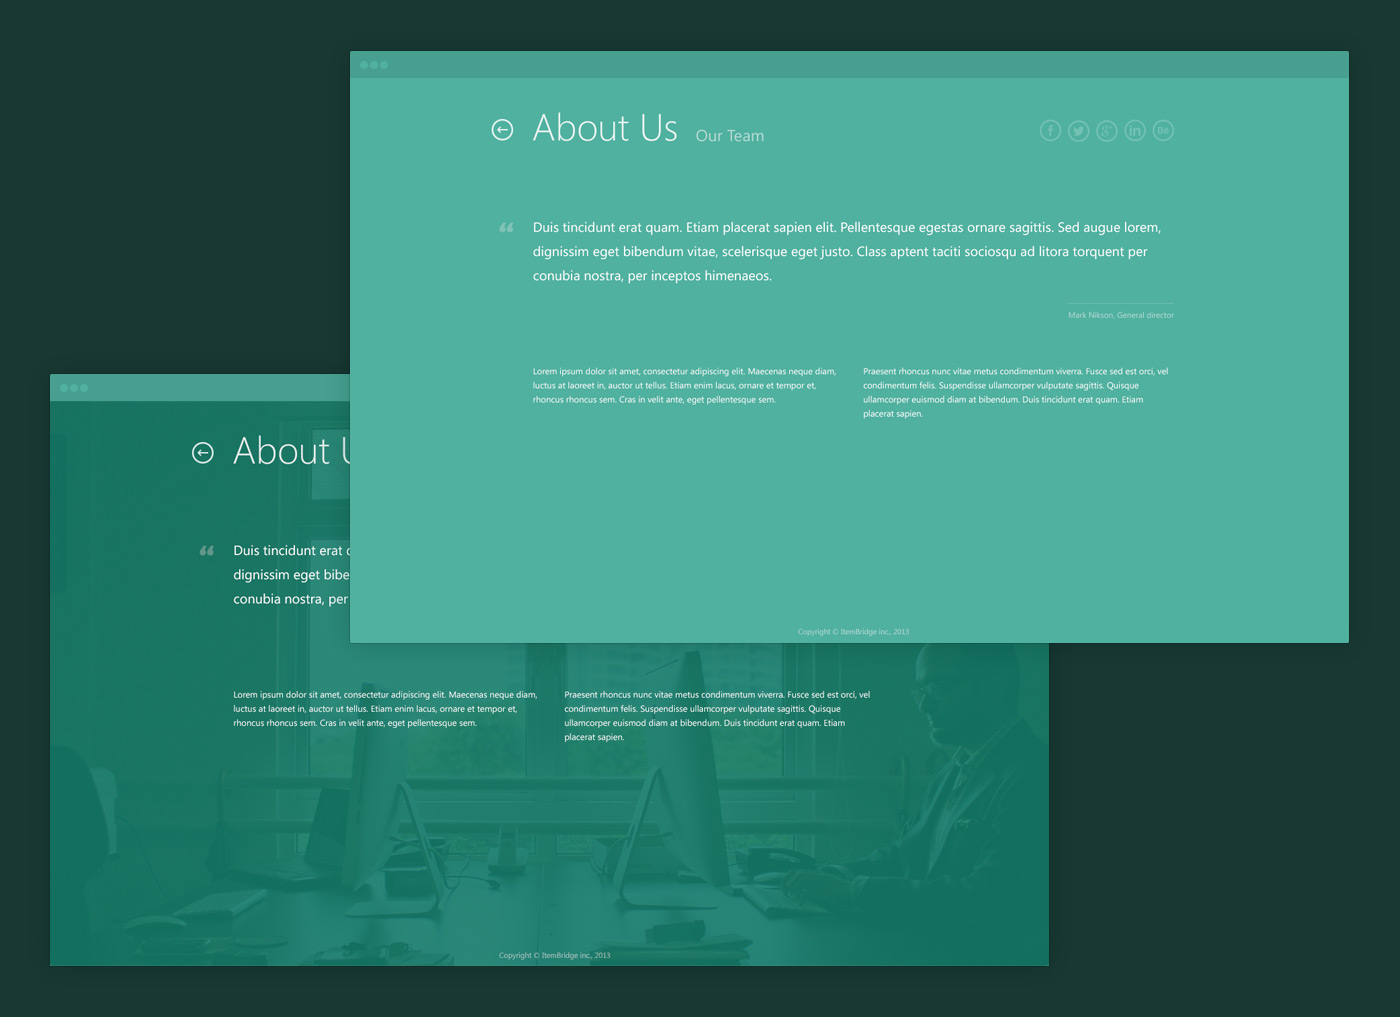 About Us Our Team
Duis tincidunt erat quam. Etiam placerat sapien elit. Pellentesque egestas ornare sagittis. Sed augue lorem,
dignissim eget bibendum vitae, scelerisque eget justo. Class aptent taciti sociosqu ad litora torquent per
conubia nostra, per inceptos himenaeos.
Mark Nikson, General director
Lorem ipsum dolor sit amet, consectetur adipiscing elit. Maecenas neque diam,
luctus at laoreet in, auctor ut tellus. Etiam enim lacus, ornare et tempor et,
rhoncus rhoncus sem. Cras in velit ante, eget pellentesque sem.
Praesent rhoncus nunc vitae metus condimentum viverra. Fusce sed est orci, vel
condimentum felis. Suspendisse ullamcorper vulputate sagittis. Quisque
ullamcorper euismod diam at bibendum. Duis tincidunt erat quam. Etiam
placerat sapien.
Copyright © ItemBridge inc., 2013
About
Duis tincidunt erat
dignissim eget bibe
conubia nostra, per
Lorem ipsum dolor sit amet, consectetur adipiscing elit. Maecenas neque diam,
luctus at laoreet in, auctor ut tellus. Etiam enim lacus, ornare et tempor et,
rhoncus rhoncus sem. Cras in velit ante, eget pellentesque sem.
Praesent rhoncus nunc vitae metus condimentum viverra. Fusce sed est orci, vel
condimentum felis. Suspendisse ullamcorper vulputate sagittis. Quisque
ullamcorper euismod diam at bibendum. Duis tincidunt erat quam. Etiam
placerat sapien.
Copyright © ItemBridge inc., 2013